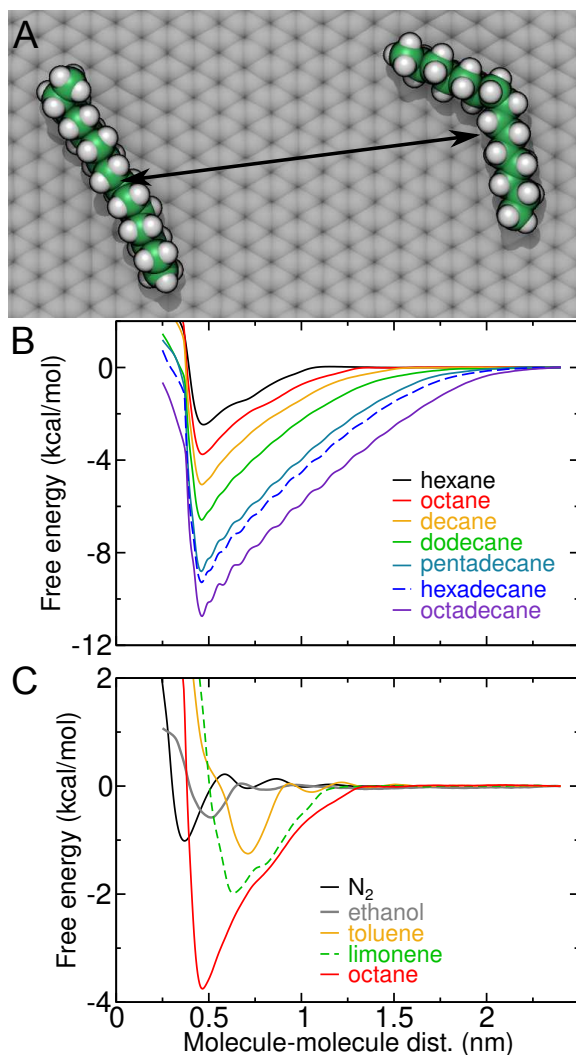 A
B
Free energy (kcal/mol)
0
-4
-8
-12
hexane
octane
decane
dodecane
pentadecane
hexadecane
octadecane
C
Free energy (kcal/mol)
2
0
-2
-4
N₂
ethanol
toluene
limonene
octane
0 0.5 1 1.5 2
Molecule-molecule dist. (nm)